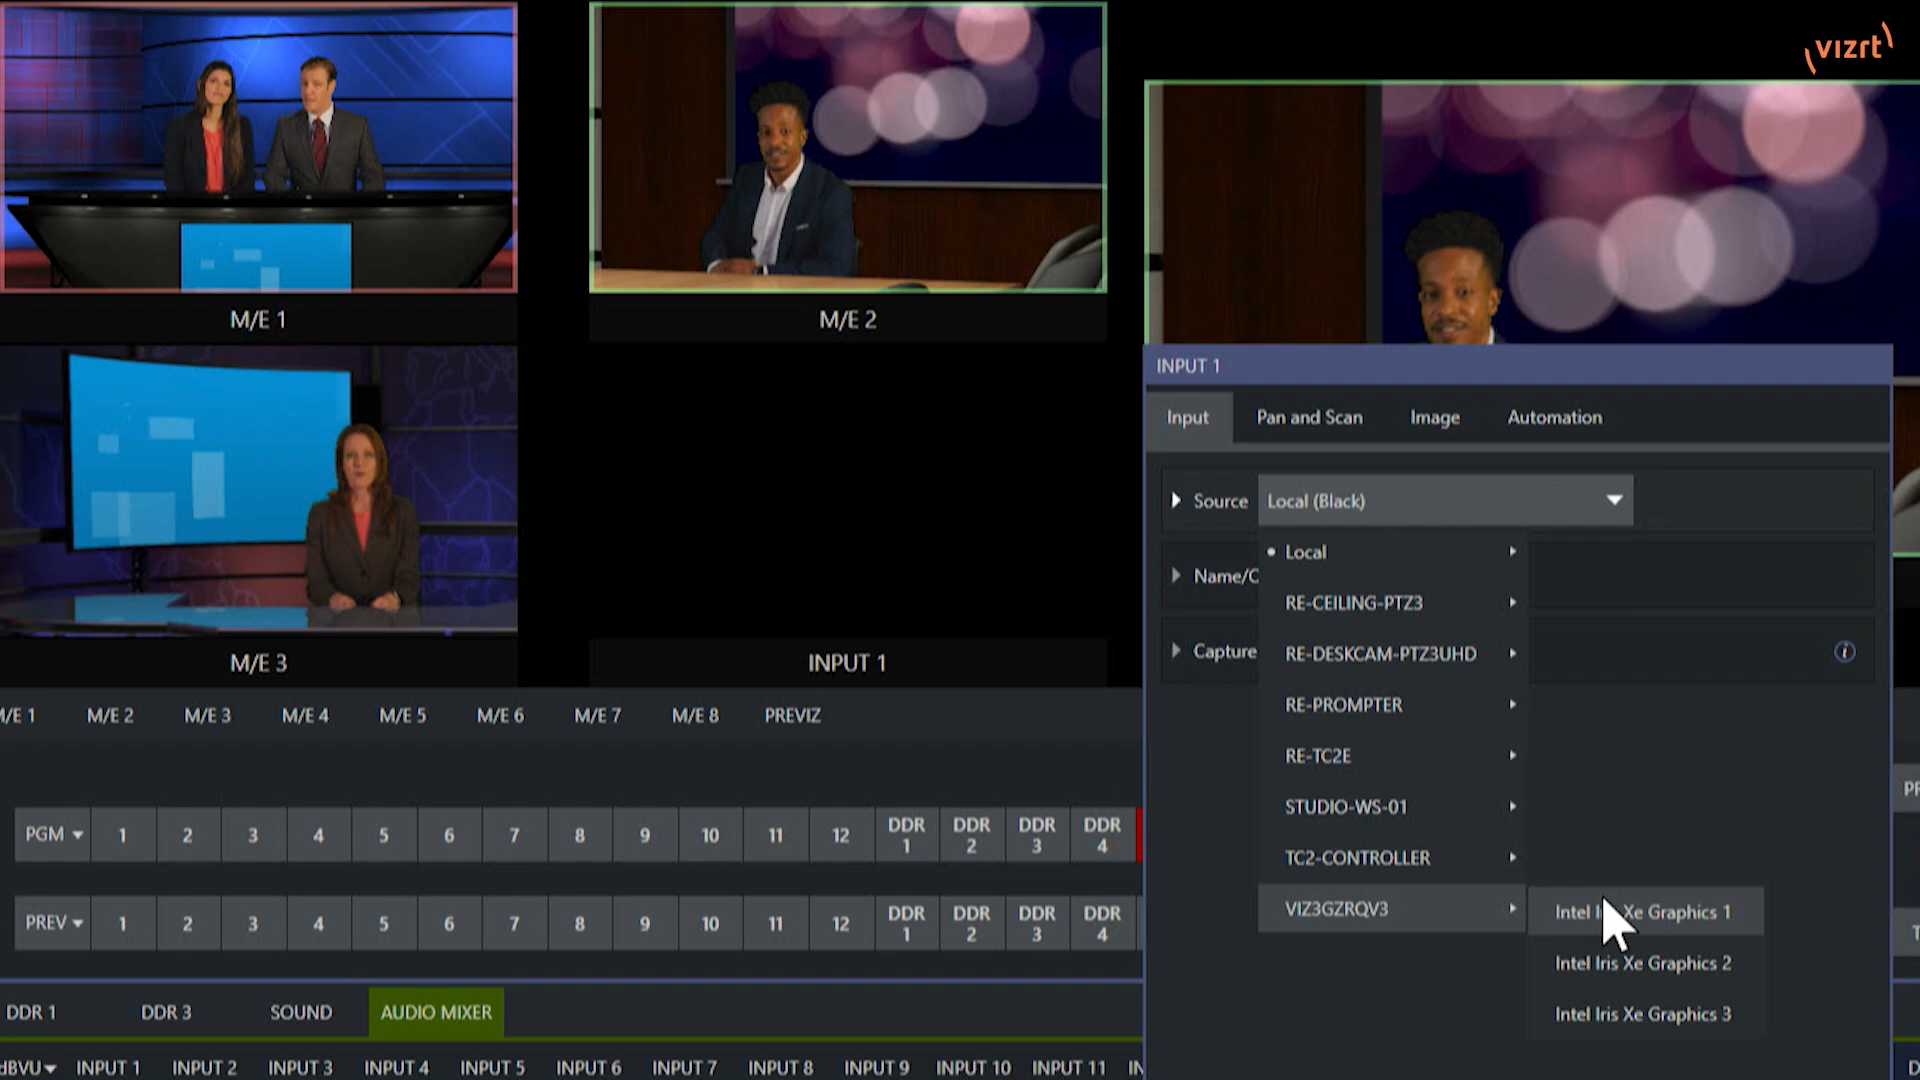 vizrt
M/E 1
M/E 2
M/E 3
INPUT 1
INPUT 1
Input Pan and Scan Image Automation
Source Local (Black)
Name/C
Capture
Local
RE-CEILING-PTZ3
RE-DESKCAM-PTZ3UHD
RE-PROMPTER
RE-TC2E
STUDIO-WS-01
TC2-CONTROLLER
VIZ3GZRQV3
Intel Xe Graphics 1
Intel Iris Xe Graphics 2
Intel Iris Xe Graphics 3
M/E 1 M/E 2 M/E 3 M/E 4 M/E 5 M/E 6 M/E 7 M/E 8 PREVIZ
PGM 1 2 3 4 5 6 7 8 9 10 11 12 DDR 1 DDR 2 DDR 3 DDR 4
PREV 1 2 3 4 5 6 7 8 9 10 11 12 DDR 1 DDR 2 DDR 3 DDR 4
DDR 1 DDR 3 SOUND AUDIO MIXER
dBVU INPUT 1 INPUT 2 INPUT 3 INPUT 4 INPUT 5 INPUT 6 INPUT 7 INPUT 8 INPUT 9 INPUT 10 INPUT 11